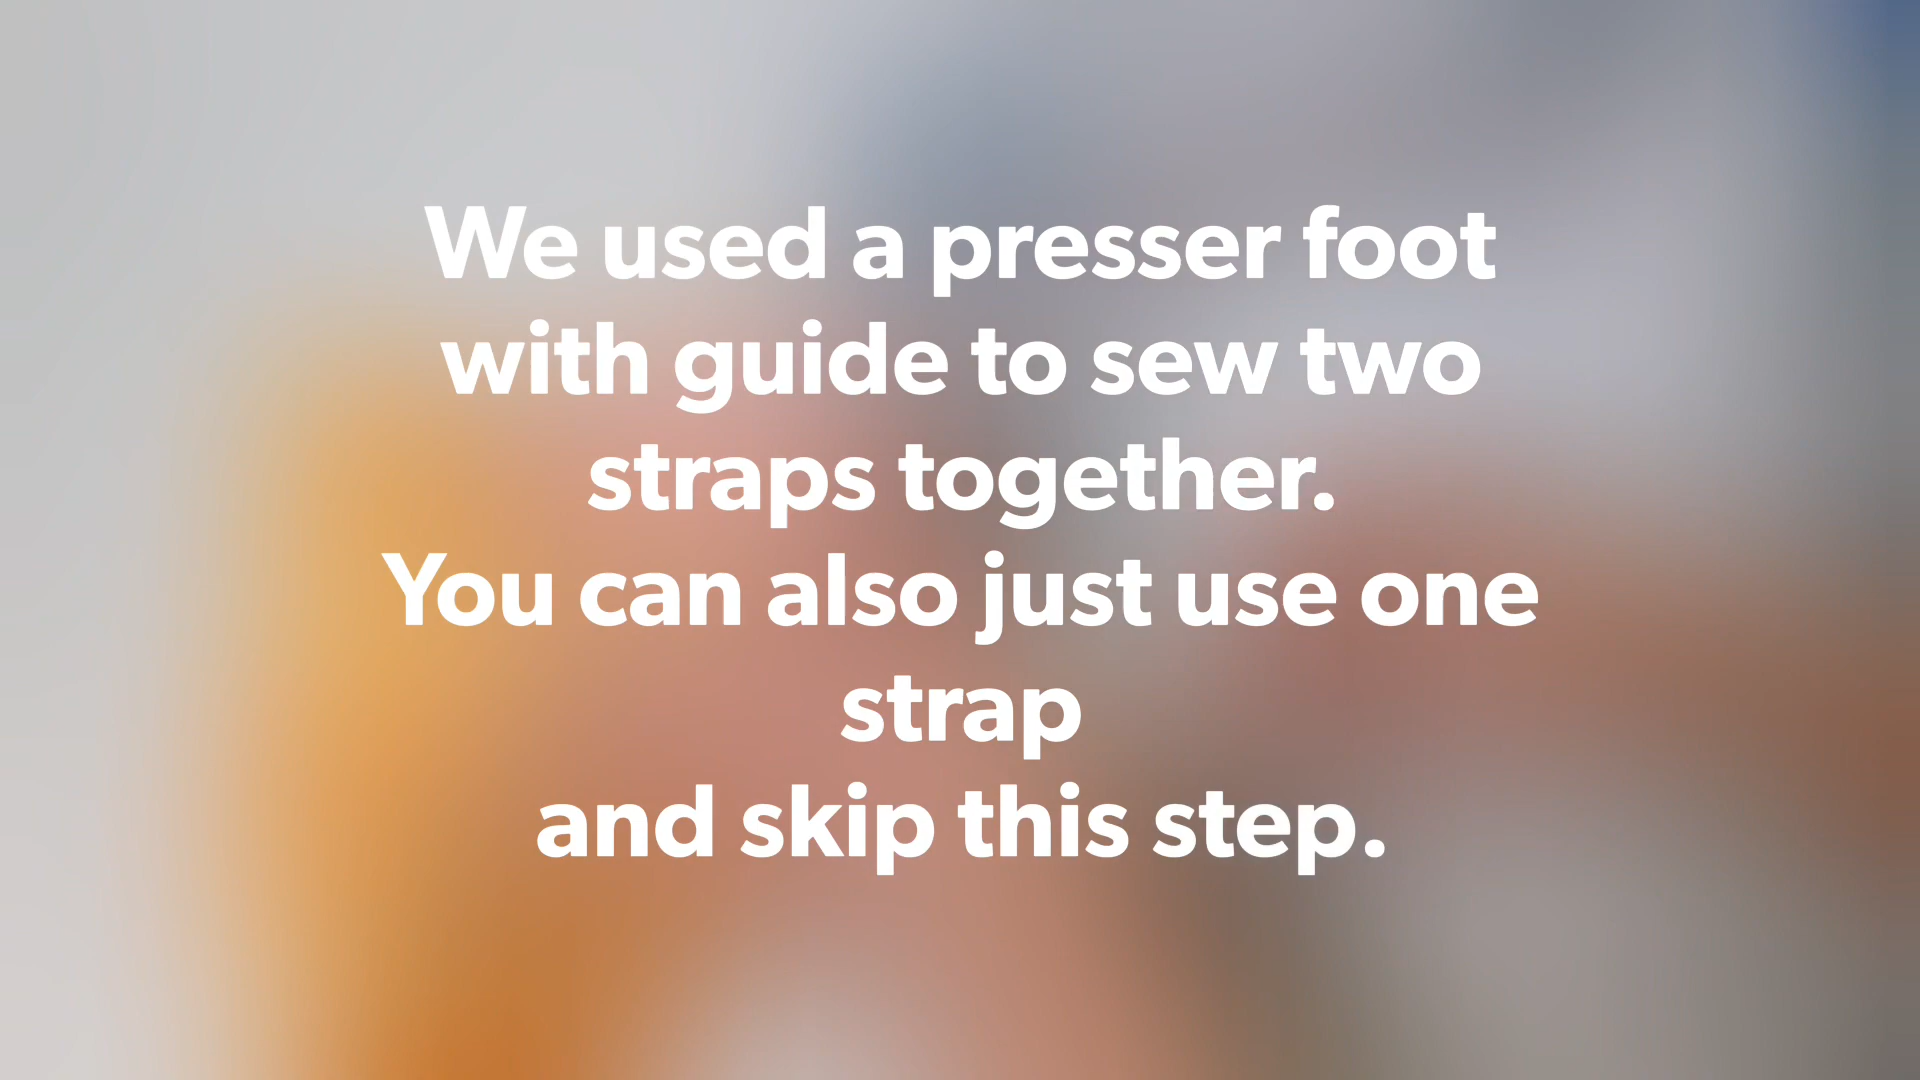 We used a presser foot
with guide to sew two
straps together.
You can also just use one
strap
and skip this step.